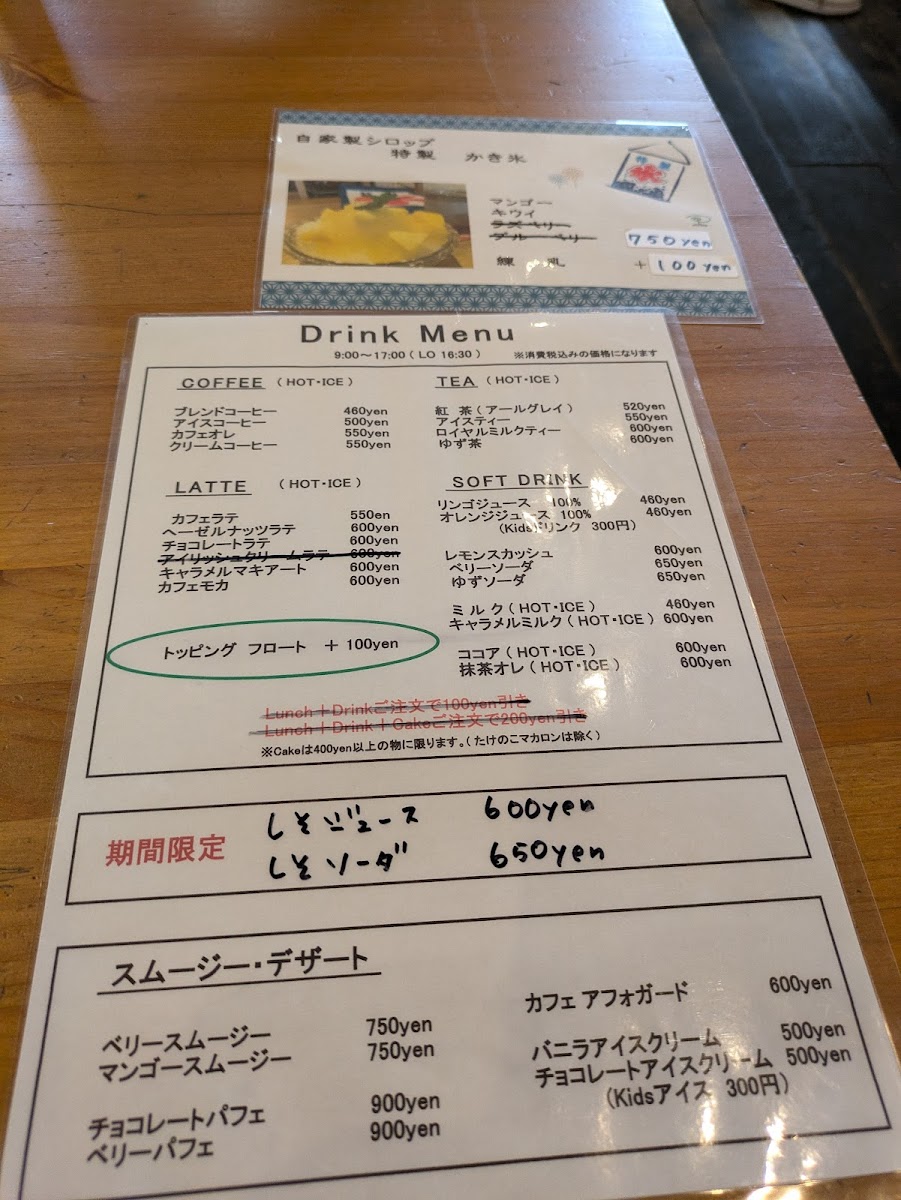 自家製シロップ
特製 かき氷
特製
氷
マンゴー
キウイ
ラズベリー
ブルーベリー
750yen
練乳 +100yen
Drink Menu
9:00～17:00 ( LO 16:30 ) ※消費税込みの価格になります
COFFEE ( HOT・ICE )
ブレンドコーヒー 460yen
アイスコーヒー 500yen
カフェオレ 550yen
クリームコーヒー 550yen
TEA ( HOT・ICE )
紅 茶 ( アールグレイ ) 520yen
アイスティー 550yen
ロイヤルミルクティー 600yen
ゆず茶 600yen
LATTE ( HOT・ICE )
カフェラテ 550en
ヘーゼルナッツラテ 600yen
チョコレートラテ 600yen
アイリッシュクリームラテ 600yen
キャラメルマキアート 600yen
カフェモカ 600yen
トッピング フロート + 100yen
SOFT DRINK
リンゴジュース 100% 460yen
オレンジジュース 100% 460yen
(Kidsドリンク 300円)
レモンスカッシュ 600yen
ベリーソーダ 650yen
ゆずソーダ 650yen
ミ ル ク ( HOT・ICE ) 460yen
キャラメルミルク ( HOT・ICE ) 600yen
ココア ( HOT・ICE ) 600yen
抹茶オレ ( HOT・ICE ) 600yen
Lunch＋Drinkご注文で100yen引き
Lunch＋Drink＋Cakeご注文で200yen引き
※Cakeは400yen以上の物に限ります。( たけのこマカロンは除く )
期間限定
しそジュース 600yen
しそソーダ 650yen
スムージー・デザート
ベリースムージー 750yen
マンゴースムージー 750yen
チョコレートパフェ 900yen
ベリーパフェ 900yen
カフェ アフォガード 600yen
バニラアイスクリーム 500yen
チョコレートアイスクリーム 500yen
(Kidsアイス 300円)